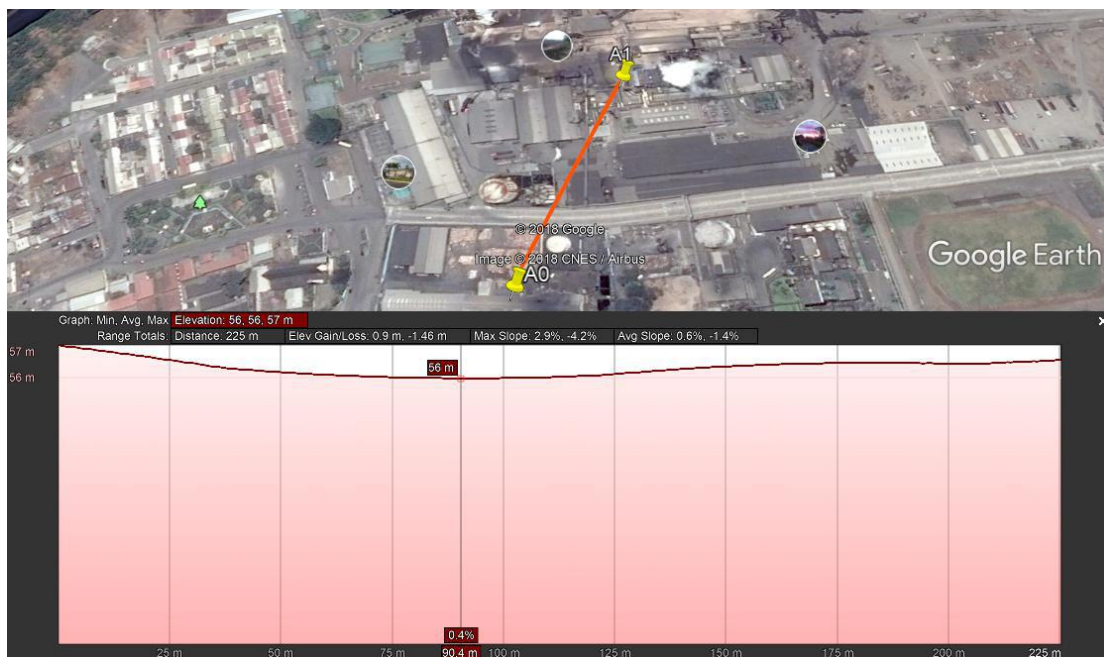 A1
© 2018 Google
Image © 2018 CNES / Airbus
A0
Google Earth
Graph: Min, Avg, Max Elevation: 56, 56, 57 m
Range Totals: Distance: 225 m Elev Gain/Loss: 0.9 m, -1.46 m Max Slope: 2.9%, -4.2% Avg Slope: 0.6%, -1.4%
57 m
56 m
56 m
0.4%
25 m 50 m 75 m 90.4 m 100 m 125 m 150 m 175 m 200 m 225 m